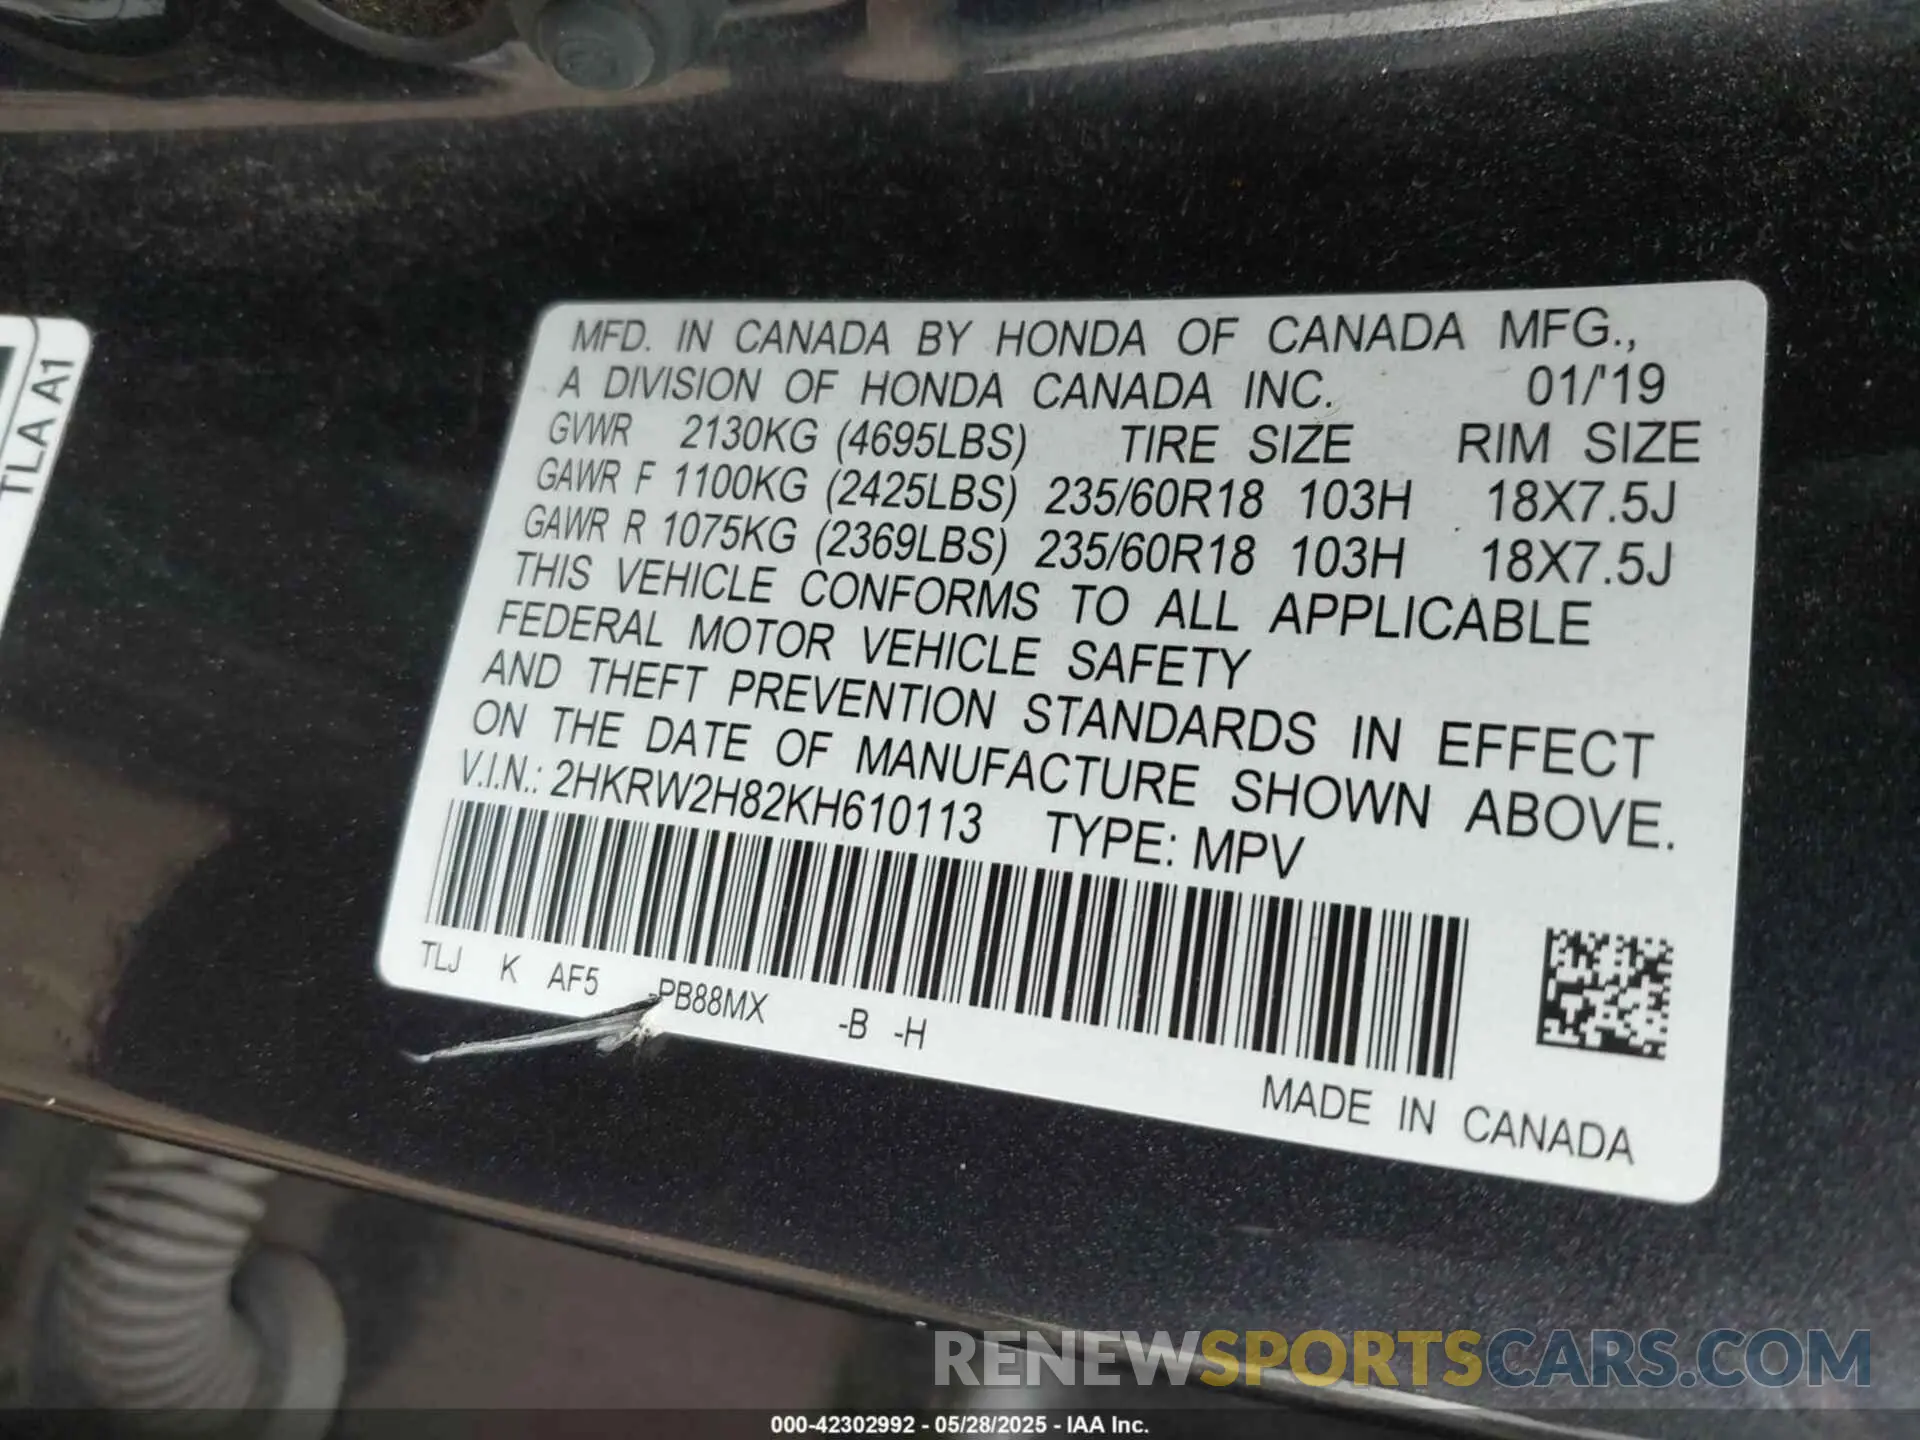 TLA A1
MFD. IN CANADA BY HONDA OF CANADA MFG.,
A DIVISION OF HONDA CANADA INC. 01/'19
GVWR 2130KG (4695LBS) TIRE SIZE RIM SIZE
GAWR F 1100KG (2425LBS) 235/60R18 103H 18X7.5J
GAWR R 1075KG (2369LBS) 235/60R18 103H 18X7.5J
THIS VEHICLE CONFORMS TO ALL APPLICABLE
FEDERAL MOTOR VEHICLE SAFETY
AND THEFT PREVENTION STANDARDS IN EFFECT
ON THE DATE OF MANUFACTURE SHOWN ABOVE.
V.I.N.: 2HKRW2H82KH610113 TYPE: MPV
TLJ K AF5 -PB88MX -B -H
MADE IN CANADA
RENEWSPORTSCARS.COM
000-42302992 - 05/28/2025 - IAA Inc.